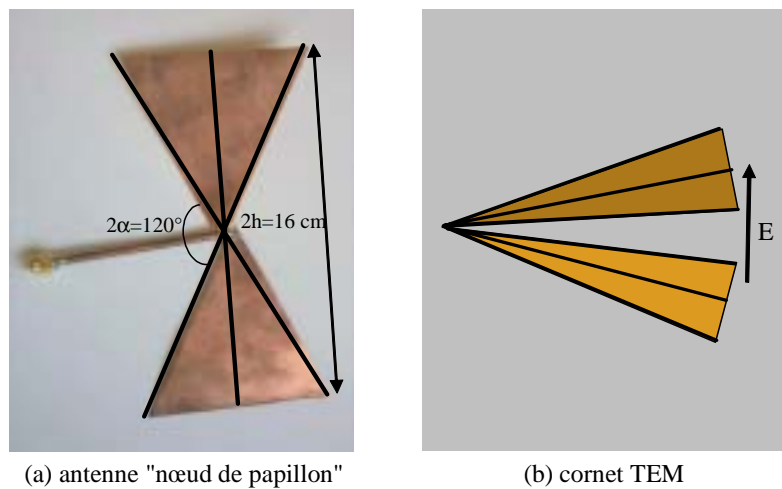 2α=120°
2h=16 cm
E
(a) antenne "nœud de papillon"
(b) cornet TEM